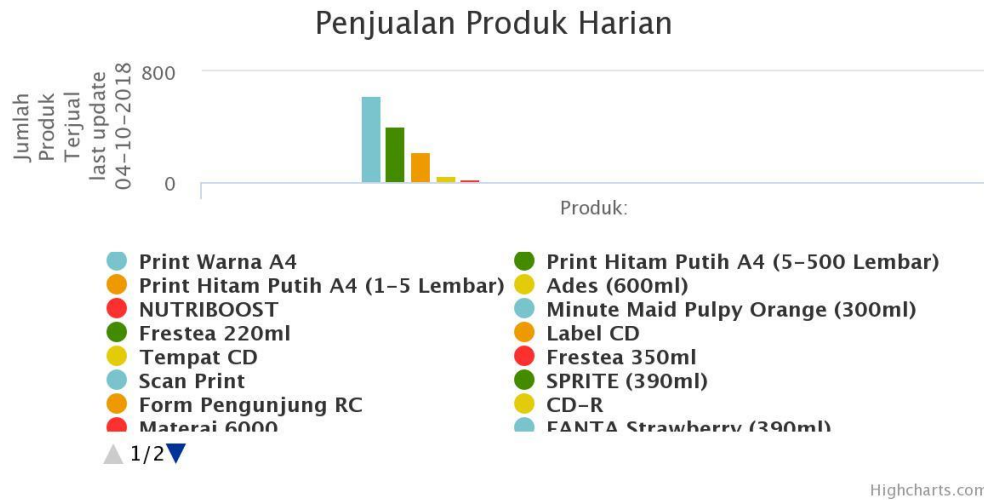 Penjualan Produk Harian
Jumlah
Produk
Terjual
last update
04-10-2018
800
0
Produk:
Print Warna A4
Print Hitam Putih A4 (5-500 Lembar)
Print Hitam Putih A4 (1-5 Lembar)
Ades (600ml)
NUTRIBOOST
Minute Maid Pulpy Orange (300ml)
Frestea 220ml
Label CD
Tempat CD
Frestea 350ml
Scan Print
SPRITE (390ml)
Form Pengunjung RC
CD-R
Materai 6000
FANTA Strawberry (390ml)
1/2
Highcharts.com